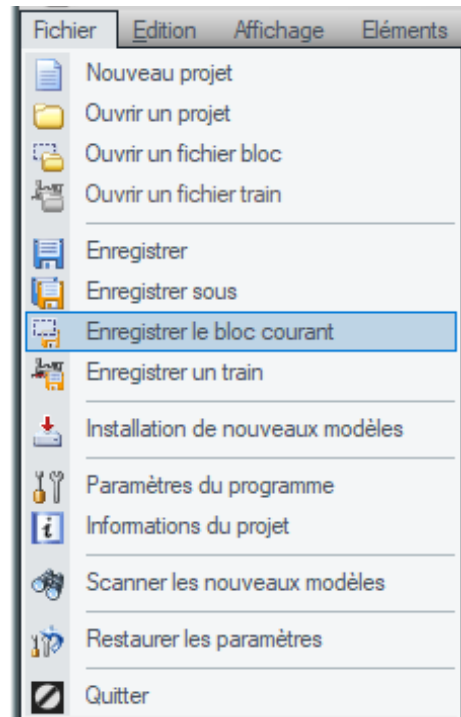 Fichier Edition Affichage Eléments
Nouveau projet
Ouvrir un projet
Ouvrir un fichier bloc
Ouvrir un fichier train
Enregistrer
Enregistrer sous
Enregistrer le bloc courant
Enregistrer un train
Installation de nouveaux modèles
Paramètres du programme
Informations du projet
Scanner les nouveaux modèles
Restaurer les paramètres
Quitter